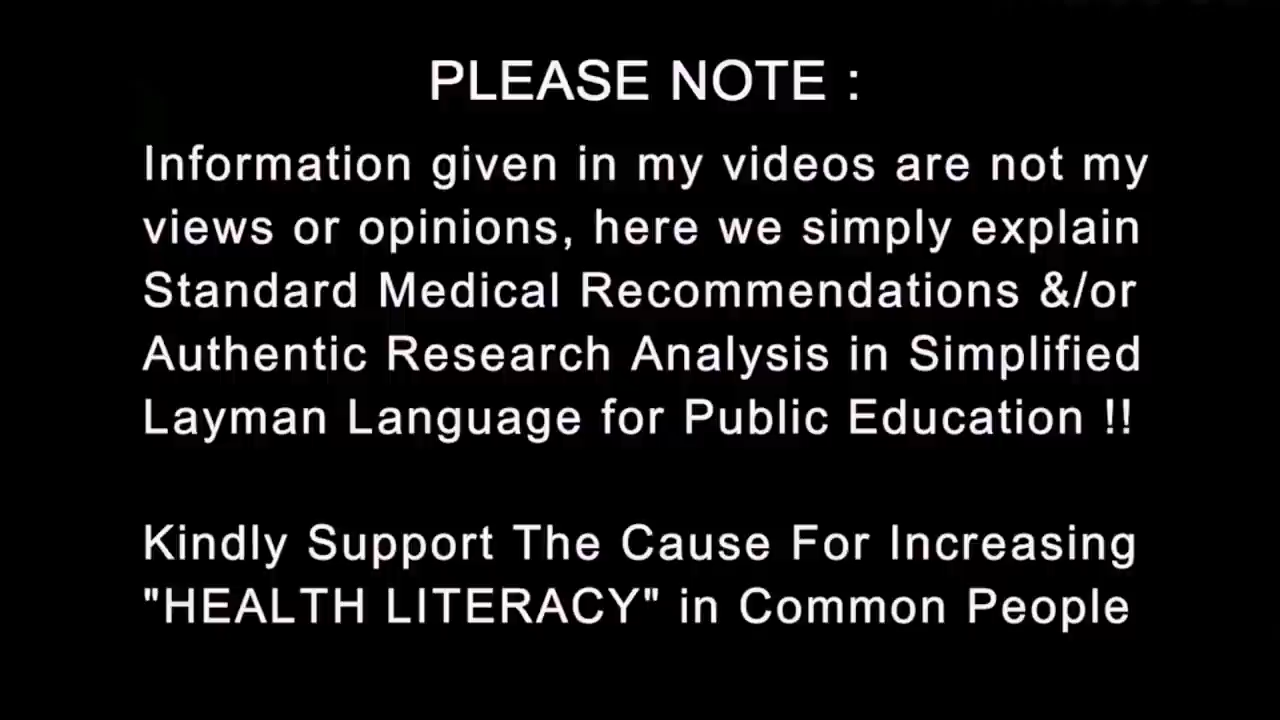 PLEASE NOTE :
Information given in my videos are not my
views or opinions, here we simply explain
Standard Medical Recommendations &/or
Authentic Research Analysis in Simplified
Layman Language for Public Education !!
Kindly Support The Cause For Increasing
"HEALTH LITERACY" in Common People